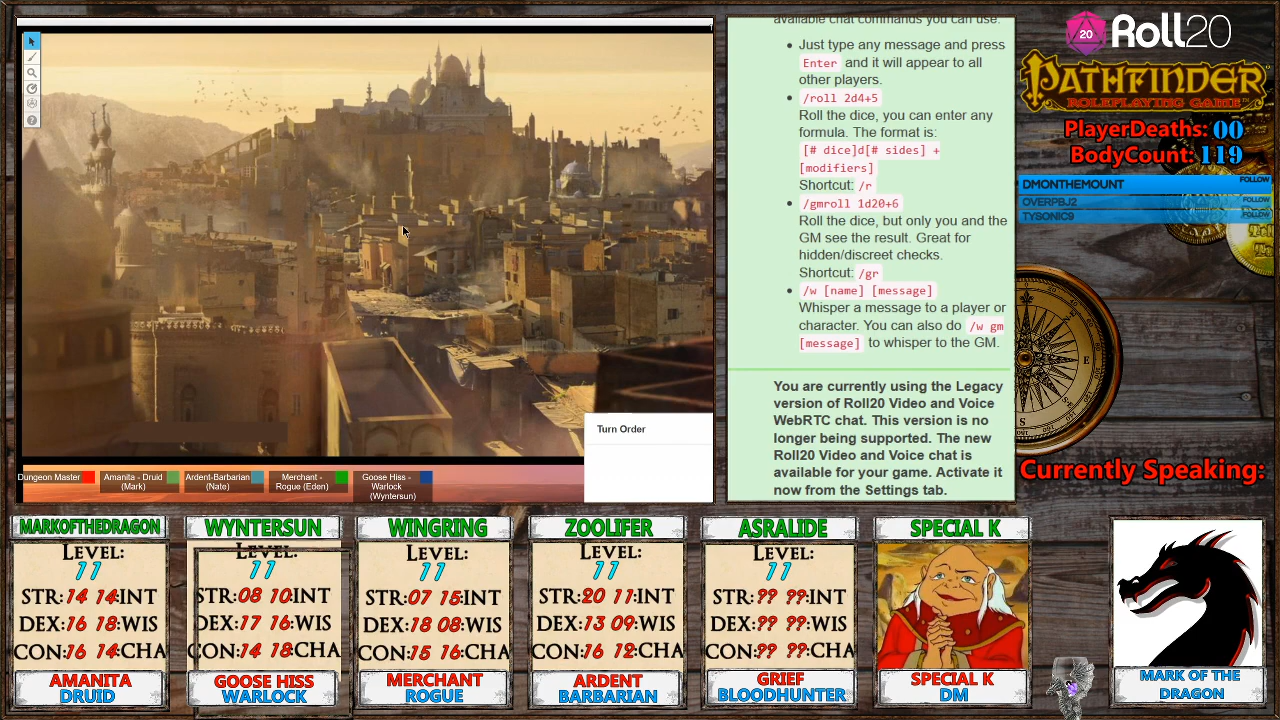 available chat commands you can use.
Just type any message and press
Enter and it will appear to all
other players.
/roll 2d4+5
Roll the dice, you can enter any
formula. The format is:
[# dice]d[# sides] +
[modifiers]
Shortcut: /r
/gmroll 1d20+6
Roll the dice, but only you and the
GM see the result. Great for
hidden/discreet checks.
Shortcut: /gr
/w [name] [message]
Whisper a message to a player or
character. You can also do /w gm
[message] to whisper to the GM.
You are currently using the Legacy
version of Roll20 Video and Voice
WebRTC chat. This version is no
longer being supported. The new
Roll20 Video and Voice chat is
available for your game. Activate it
now from the Settings tab.
20 Roll20
PATHFINDER
ROLEPLAYING GAME
PlayerDeaths: 00
BodyCount: 119
DMONTHEMOUNT FOLLOW
OVERPBJ2 FOLLOW
TYSONIC9 FOLLOW
E
S
Currently Speaking:
Turn Order
Dungeon Master
Amanita - Druid
(Mark)
Ardent-Barbarian
(Nate)
Merchant -
Rogue (Eden)
Goose Hiss -
Warlock
(Wyntersun)
MARKOFTHEDRAGON
LEVEL:
11
STR:14 14:INT
DEX:16 18:WIS
CON:16 14:CHA
AMANITA
DRUID
WYNTERSUN
LEVEL:
11
STR:08 10:INT
DEX:17 16:WIS
CON:14 18:CHA
GOOSE HISS
WARLOCK
WINGRING
LEVEL:
11
STR:07 15:INT
DEX:18 08:WIS
CON:15 16:CHA
MERCHANT
ROGUE
ZOOLIFER
LEVEL:
11
STR:20 11:INT
DEX:13 09:WIS
CON:16 12:CHA
ARDENT
BARBARIAN
ASRALIDE
LEVEL:
11
STR:?? ??:INT
DEX:?? ??:WIS
CON:?? ??:CHA
GRIEF
BLOODHUNTER
SPECIAL K
SPECIAL K
DM
MARK OF THE
DRAGON